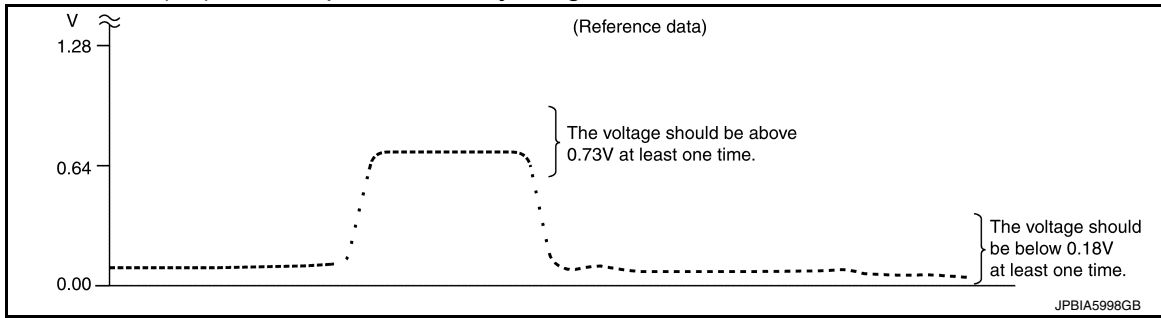 V
(Reference data)
1.28
The voltage should be above
0.73V at least one time.
0.64
The voltage should
be below 0.18V
at least one time.
0.00
JPBIA5998GB